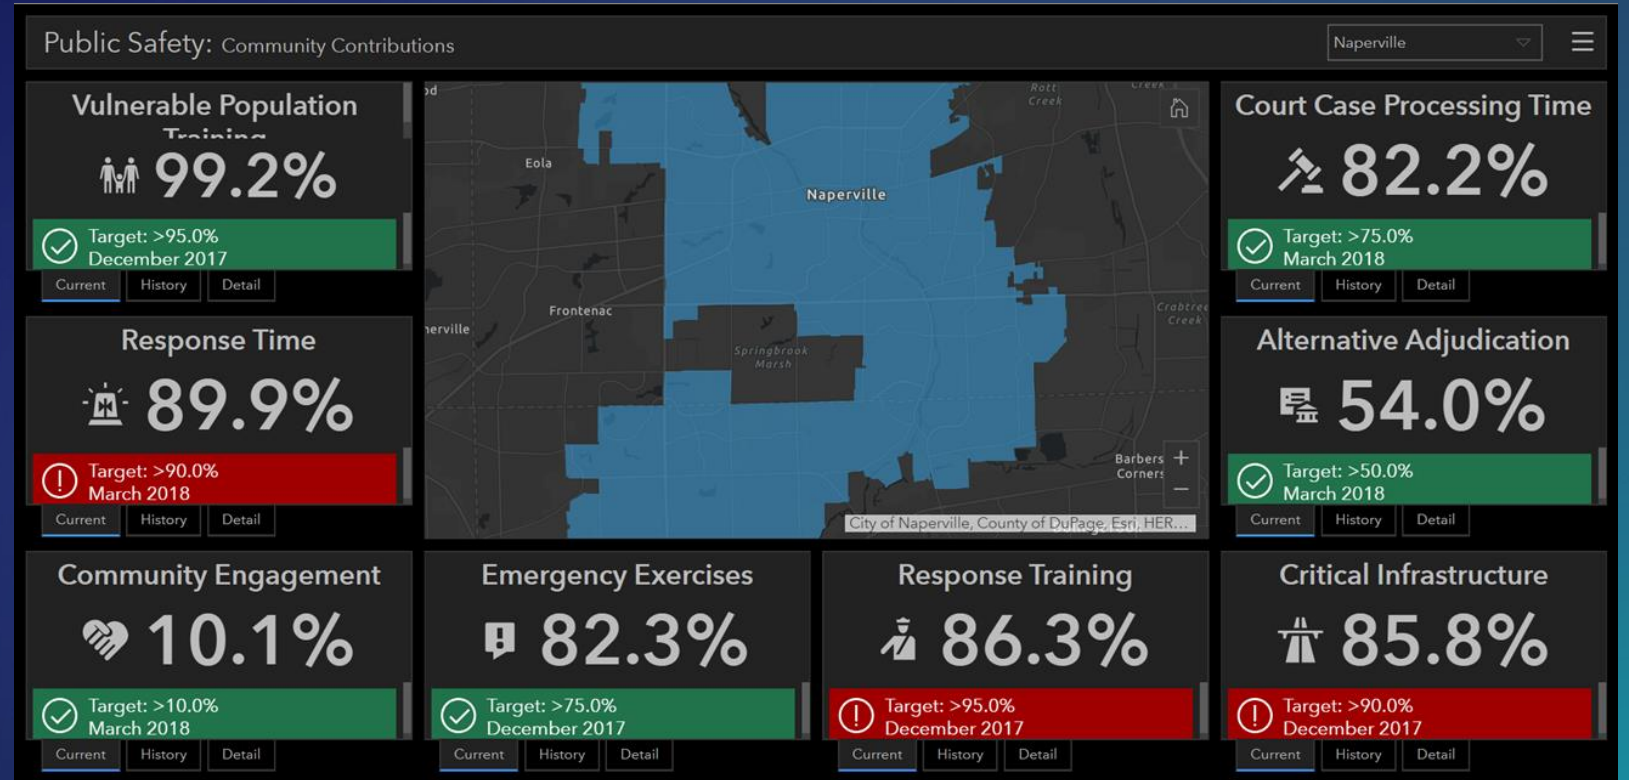 Public Safety: Community Contributions
Naperville
Vulnerable Population
Training
99.2%
Target: >95.0%
December 2017
Current History Detail
Response Time
89.9%
Target: >90.0%
March 2018
Current History Detail
Rott
Creek
Creek
Eola
Naperville
Frontenac
Crabtree
Creek
nerville
Springbrook
Marsh
Barbers
Corners
+
−
City of Naperville, County of DuPage, Esri, HER...
Court Case Processing Time
82.2%
Target: >75.0%
March 2018
Current History Detail
Alternative Adjudication
54.0%
Target: >50.0%
March 2018
Current History Detail
Community Engagement
10.1%
Target: >10.0%
March 2018
Current History Detail
Emergency Exercises
82.3%
Target: >75.0%
December 2017
Current History Detail
Response Training
86.3%
Target: >95.0%
December 2017
Current History Detail
Critical Infrastructure
85.8%
Target: >90.0%
December 2017
Current History Detail